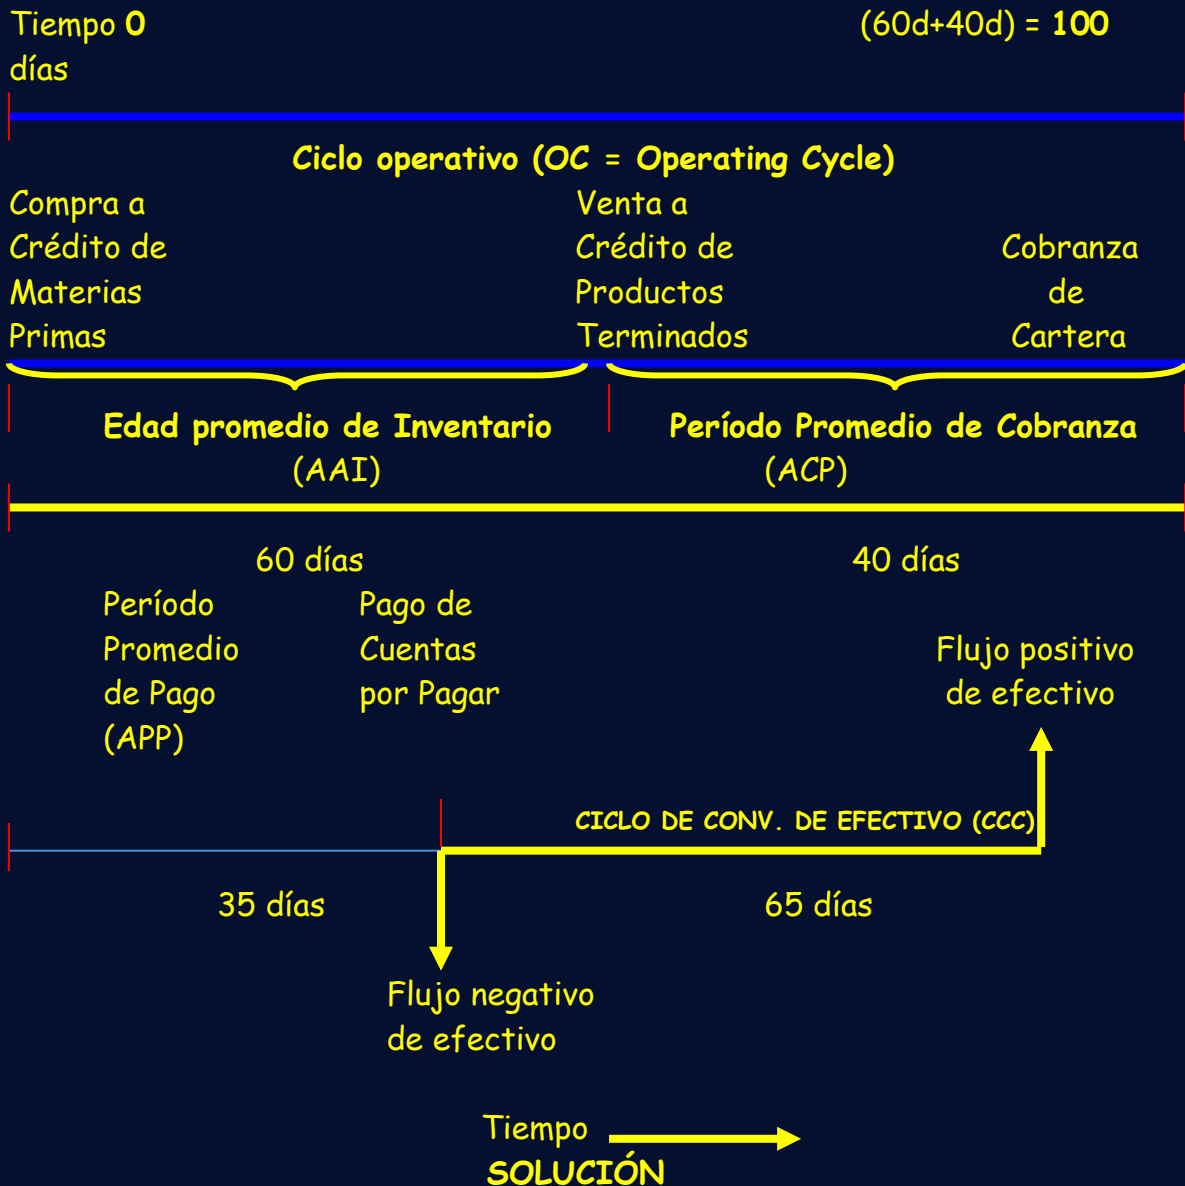 Tiempo 0 días
(60d+40d) = 100
Ciclo operativo (OC = Operating Cycle)
Compra a
Crédito de
Materias
Primas
Venta a
Crédito de
Productos
Terminados
Cobranza
de
Cartera
Edad promedio de Inventario
(AAI)
Período Promedio de Cobranza
(ACP)
60 días
40 días
Período
Promedio
de Pago
(APP)
Pago de
Cuentas
por Pagar
Flujo positivo
de efectivo
CICLO DE CONV. DE EFECTIVO (CCC)
35 días
65 días
Flujo negativo
de efectivo
Tiempo
SOLUCIÓN